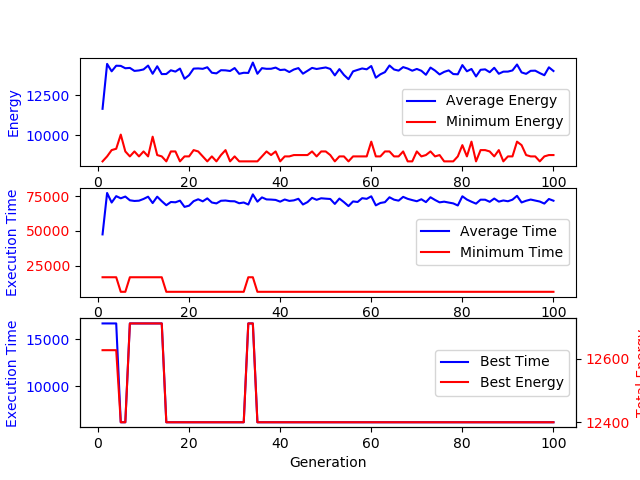 Energy
12500
10000
Average Energy
Minimum Energy
0 20 40 60 80 100
Execution Time
75000
50000
25000
Average Time
Minimum Time
0 20 40 60 80 100
Execution Time
15000
10000
Best Time
Best Energy
12600
12400
Total Energy
0 20 40 60 80 100
Generation